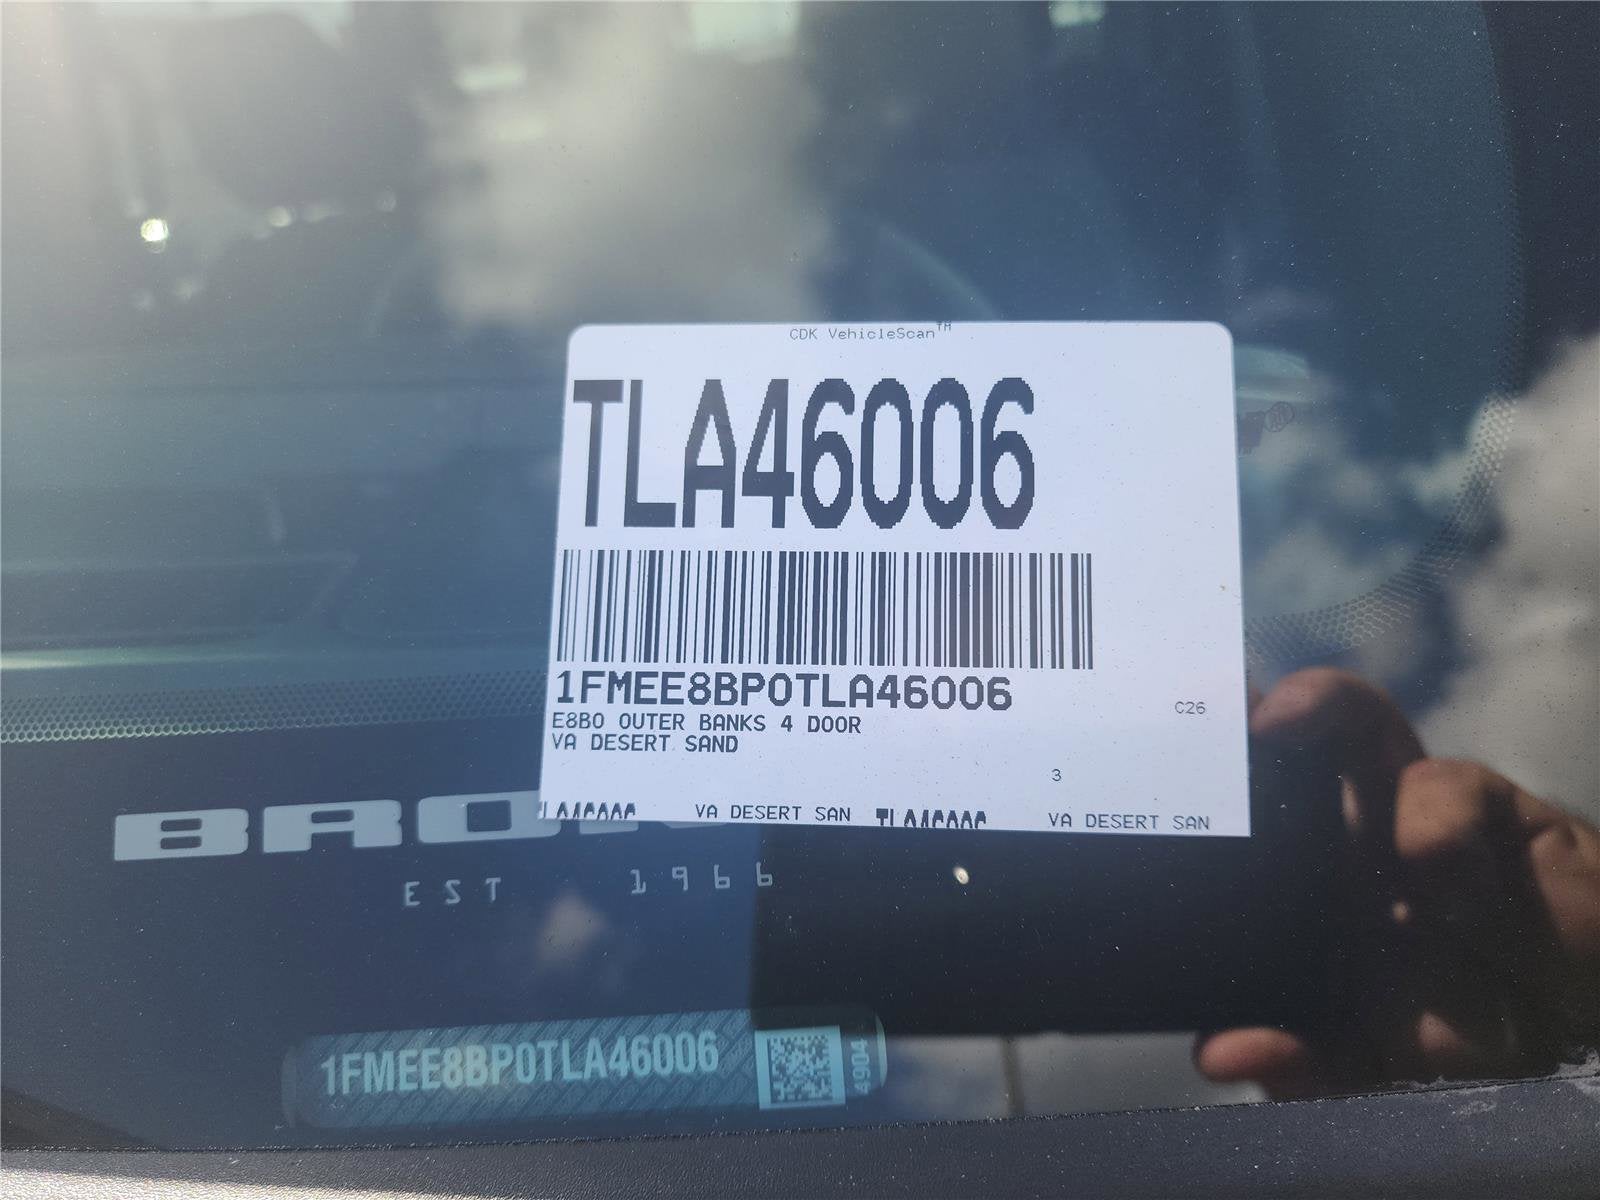 CDK VehicleScan™
TLA46006
1FMEE8BP0TLA46006
C26
E8B0 OUTER BANKS 4 DOOR
VA DESERT SAND
3
VA DESERT SAN
VA DESERT SAN
EST 1966
1FMEE8BP0TLA46006
4904